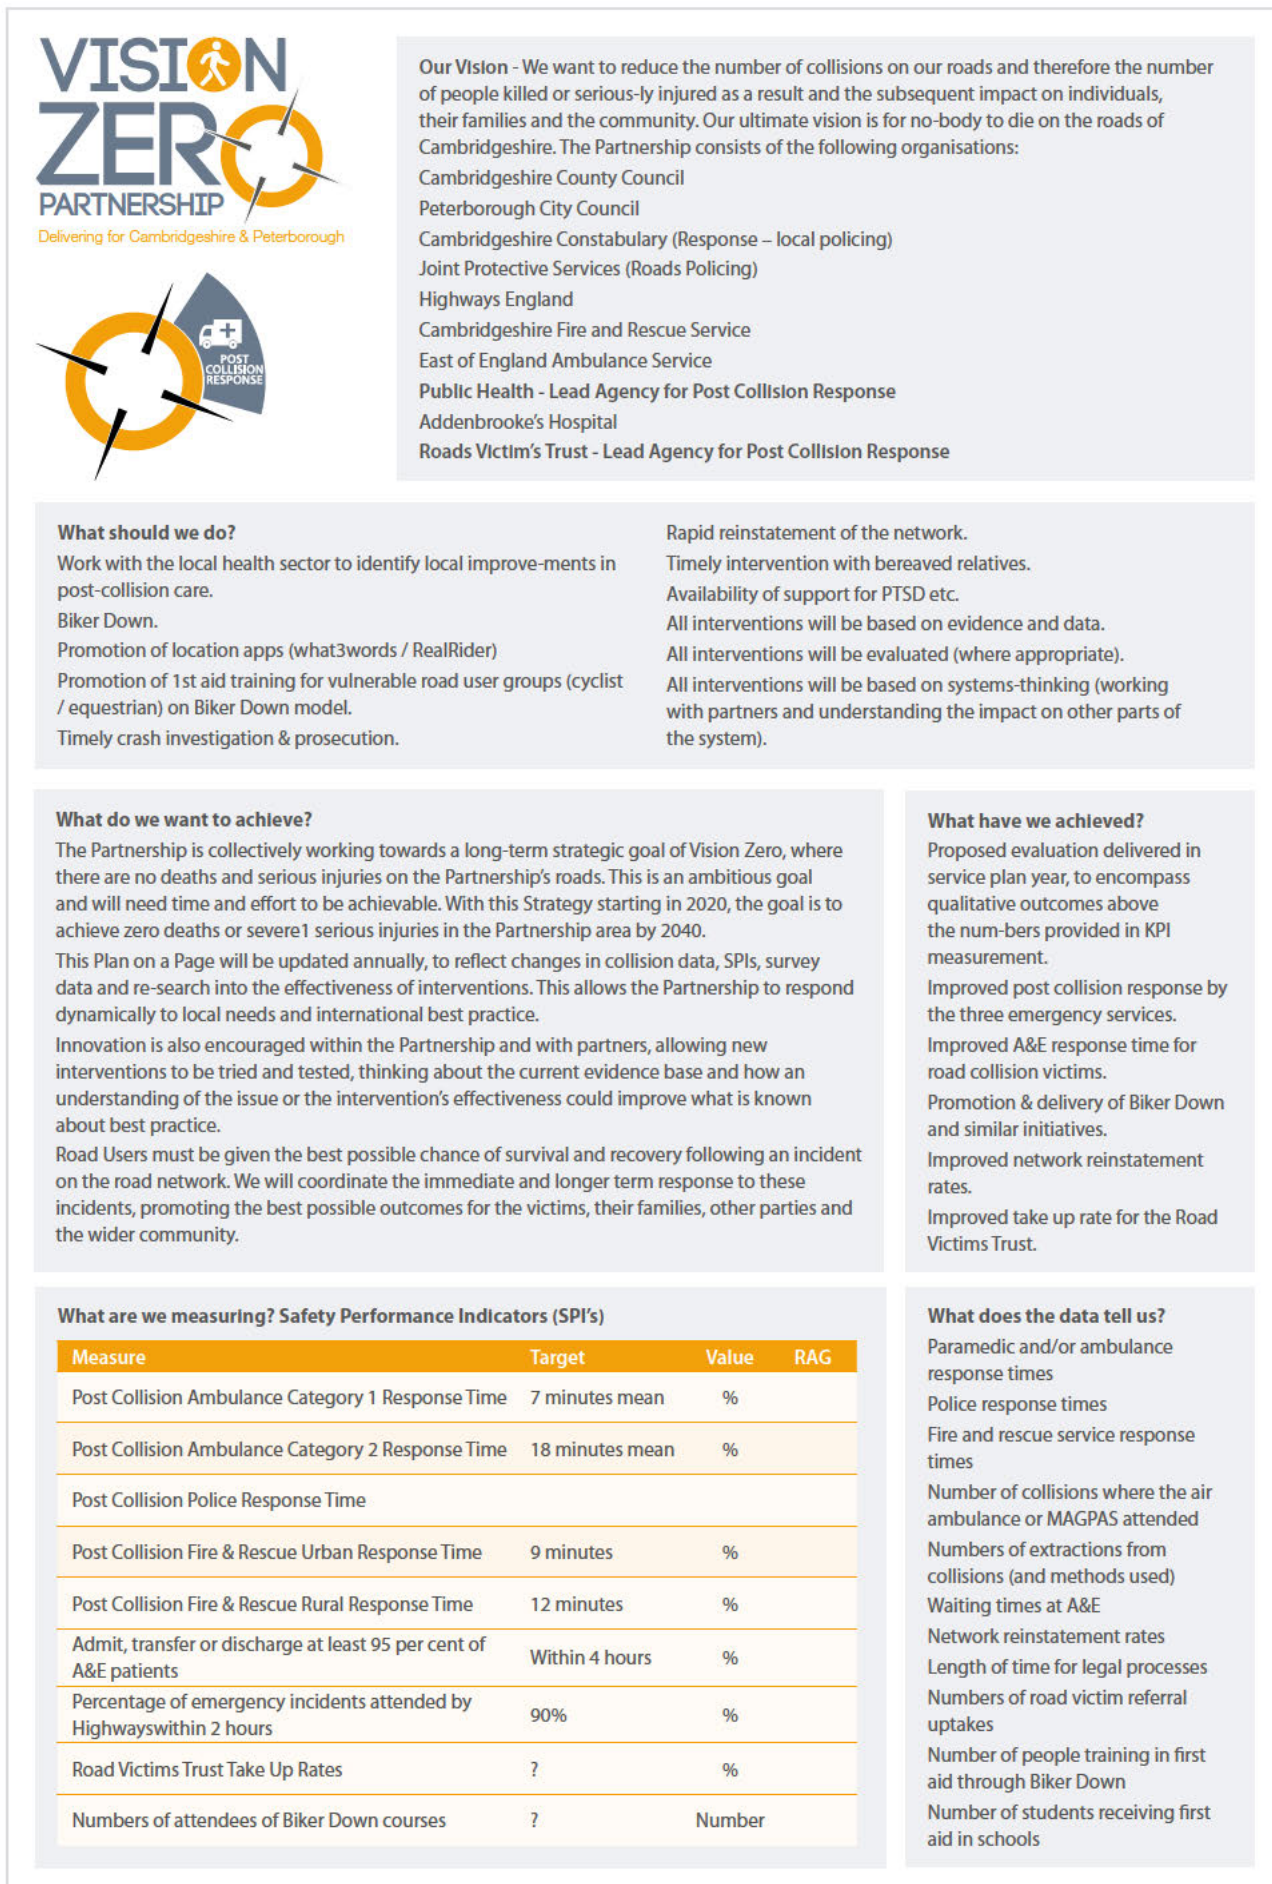 VISION
ZERO
PARTNERSHIP
Delivering for Cambridgeshire & Peterborough
POST
COLLISION
RESPONSE
Our Vision - We want to reduce the number of collisions on our roads and therefore the number
of people killed or serious-ly injured as a result and the subsequent impact on individuals,
their families and the community. Our ultimate vision is for no-body to die on the roads of
Cambridgeshire. The Partnership consists of the following organisations:
Cambridgeshire County Council
Peterborough City Council
Cambridgeshire Constabulary (Response – local policing)
Joint Protective Services (Roads Policing)
Highways England
Cambridgeshire Fire and Rescue Service
East of England Ambulance Service
Public Health - Lead Agency for Post Collision Response
Addenbrooke's Hospital
Roads Victim's Trust - Lead Agency for Post Collision Response
What should we do?
Work with the local health sector to identify local improve-ments in
post-collision care.
Biker Down.
Promotion of location apps (what3words / RealRider)
Promotion of 1st aid training for vulnerable road user groups (cyclist
/ equestrian) on Biker Down model.
Timely crash investigation & prosecution.
Rapid reinstatement of the network.
Timely intervention with bereaved relatives.
Availability of support for PTSD etc.
All interventions will be based on evidence and data.
All interventions will be evaluated (where appropriate).
All interventions will be based on systems-thinking (working
with partners and understanding the impact on other parts of
the system).
What do we want to achieve?
The Partnership is collectively working towards a long-term strategic goal of Vision Zero, where
there are no deaths and serious injuries on the Partnership's roads. This is an ambitious goal
and will need time and effort to be achievable. With this Strategy starting in 2020, the goal is to
achieve zero deaths or severe1 serious injuries in the Partnership area by 2040.
This Plan on a Page will be updated annually, to reflect changes in collision data, SPIs, survey
data and re-search into the effectiveness of interventions. This allows the Partnership to respond
dynamically to local needs and international best practice.
Innovation is also encouraged within the Partnership and with partners, allowing new
interventions to be tried and tested, thinking about the current evidence base and how an
understanding of the issue or the intervention's effectiveness could improve what is known
about best practice.
Road Users must be given the best possible chance of survival and recovery following an incident
on the road network. We will coordinate the immediate and longer term response to these
incidents, promoting the best possible outcomes for the victims, their families, other parties and
the wider community.
What have we achieved?
Proposed evaluation delivered in
service plan year, to encompass
qualitative outcomes above
the num-bers provided in KPI
measurement.
Improved post collision response by
the three emergency services.
Improved A&E response time for
road collision victims.
Promotion & delivery of Biker Down
and similar initiatives.
Improved network reinstatement
rates.
Improved take up rate for the Road
Victims Trust.
What are we measuring? Safety Performance Indicators (SPI's)
Measure Target Value RAG
Post Collision Ambulance Category 1 Response Time 7 minutes mean %
Post Collision Ambulance Category 2 Response Time 18 minutes mean %
Post Collision Police Response Time
Post Collision Fire & Rescue Urban Response Time 9 minutes %
Post Collision Fire & Rescue Rural Response Time 12 minutes %
Admit, transfer or discharge at least 95 per cent of
A&E patients Within 4 hours %
Percentage of emergency incidents attended by
Highwayswithin 2 hours 90% %
Road Victims Trust Take Up Rates ? %
Numbers of attendees of Biker Down courses ? Number
What does the data tell us?
Paramedic and/or ambulance
response times
Police response times
Fire and rescue service response
times
Number of collisions where the air
ambulance or MAGPAS attended
Numbers of extractions from
collisions (and methods used)
Waiting times at A&E
Network reinstatement rates
Length of time for legal processes
Numbers of road victim referral
uptakes
Number of people training in first
aid through Biker Down
Number of students receiving first
aid in schools